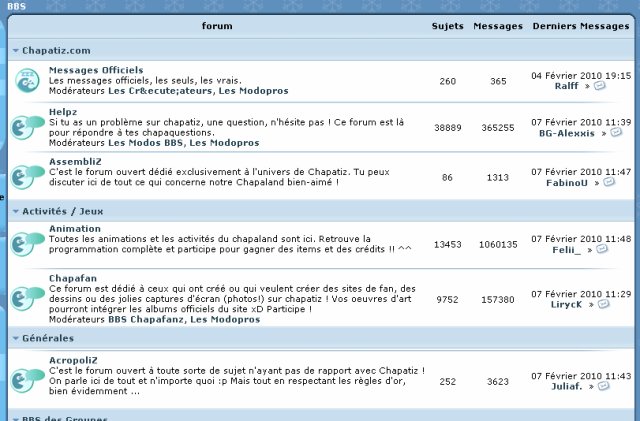 BBS
forum Sujets Messages Derniers Messages
Chapatiz.com
Messages Officiels
Les messages officiels, les seuls, les vrais.
Modérateurs Les Cr&ecute;ateurs, Les Modopros
260 365 04 Février 2010 19:15
Ralff »
Helpz
Si tu as un problème sur chapatiz, une question, n'hésite pas ! Ce forum est là
pour répondre à tes chapaquestions.
Modérateurs Les Modos BBS, Les Modopros
38889 365255 07 Février 2010 11:39
BG-Alexxis »
AssembliZ
C'est le forum ouvert dédié exclusivement à l'univers de Chapatiz. Tu peux
discuter ici de tout ce qui concerne notre Chapaland bien-aimé !
86 1313 07 Février 2010 11:47
FabinoU »
Activités / Jeux
Animation
Toutes les animations et les activités du chapaland sont ici. Retrouve la
programmation complète et participe pour gagner des items et des crédits !! ^^
13453 1060135 07 Février 2010 11:48
Felii_ »
Chapafan
Ce forum est dédié à ceux qui ont créé ou qui veulent créer des sites de fan, des
dessins ou des jolies captures d'écran (photos!) sur chapatiz ! Vos oeuvres d'art
pourront intégrer les albums officiels du site xD Participe !
Modérateurs BBS Chapafanz, Les Modopros
9752 157380 07 Février 2010 11:29
LirycK »
Générales
AcropoliZ
C'est le forum ouvert à toute sorte de sujet n'ayant pas de rapport avec Chapatiz !
On parle ici de tout et n'importe quoi :p Mais tout en respectant les règles d'or,
bien évidemment ...
252 3623 07 Février 2010 11:43
Juliaf. »
BBS des Groupes